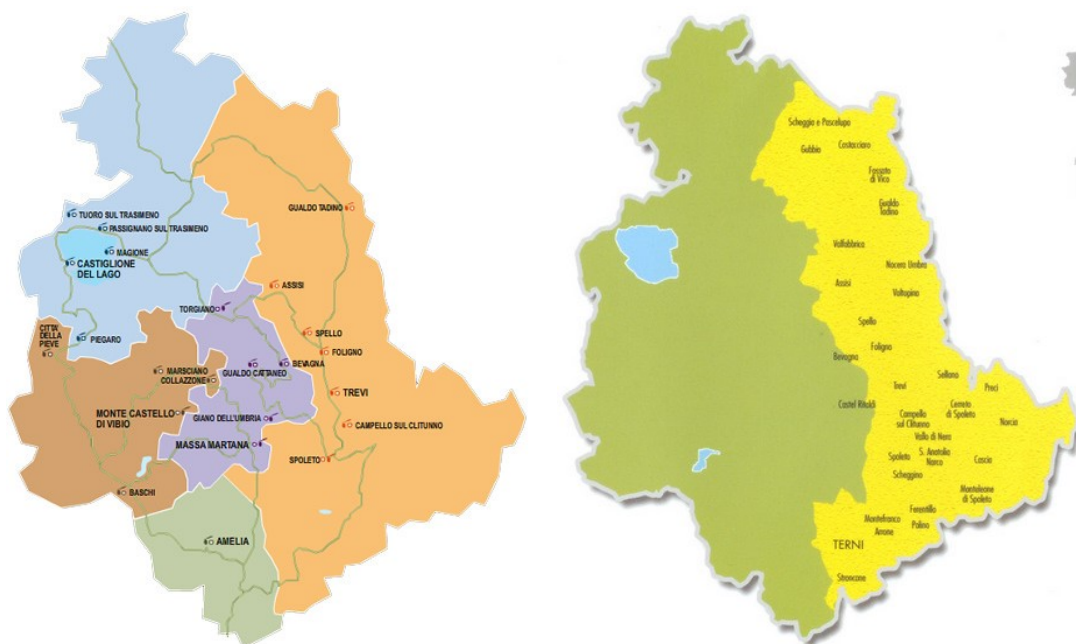 TUORO SUL TRASIMENO
PASSIGNANO SUL TRASIMENO
MAGIONE
CASTIGLIONE
DEL LAGO
CITTA'
DELLA
PIEVE
PIEGARO
GUALDO TADINO
ASSISI
TORGIANO
SPELLO
FOLIGNO
BEVAGNA
GUALDO CATTANEO
MARSCIANO
COLLAZZONE
TREVI
MONTE CASTELLO
DI VIBIO
GIANO DELL'UMBRIA
CAMPELLO SUL CLITUNNO
MASSA MARTANA
SPOLETO
BASCHI
AMELIA
Scheggia e Pascelupo
Costacciaro
Gubbio
Fossato
di Vico
Gualdo
Tadino
Valfabbrica
Nocera Umbra
Assisi
Valtopina
Spello
Foligno
Bevagna
Sellano
Trevi
Preci
Castel Ritaldi
Cerreto
di Spoleto
Campello
sul Clitunno
Norcia
Vallo di Nera
Spoleto
S. Anatolia
Narco
Cascia
Scheggino
Monteleone
di Spoleto
Ferentillo
Montefranco
Polino
Arrone
TERNI
Stroncone